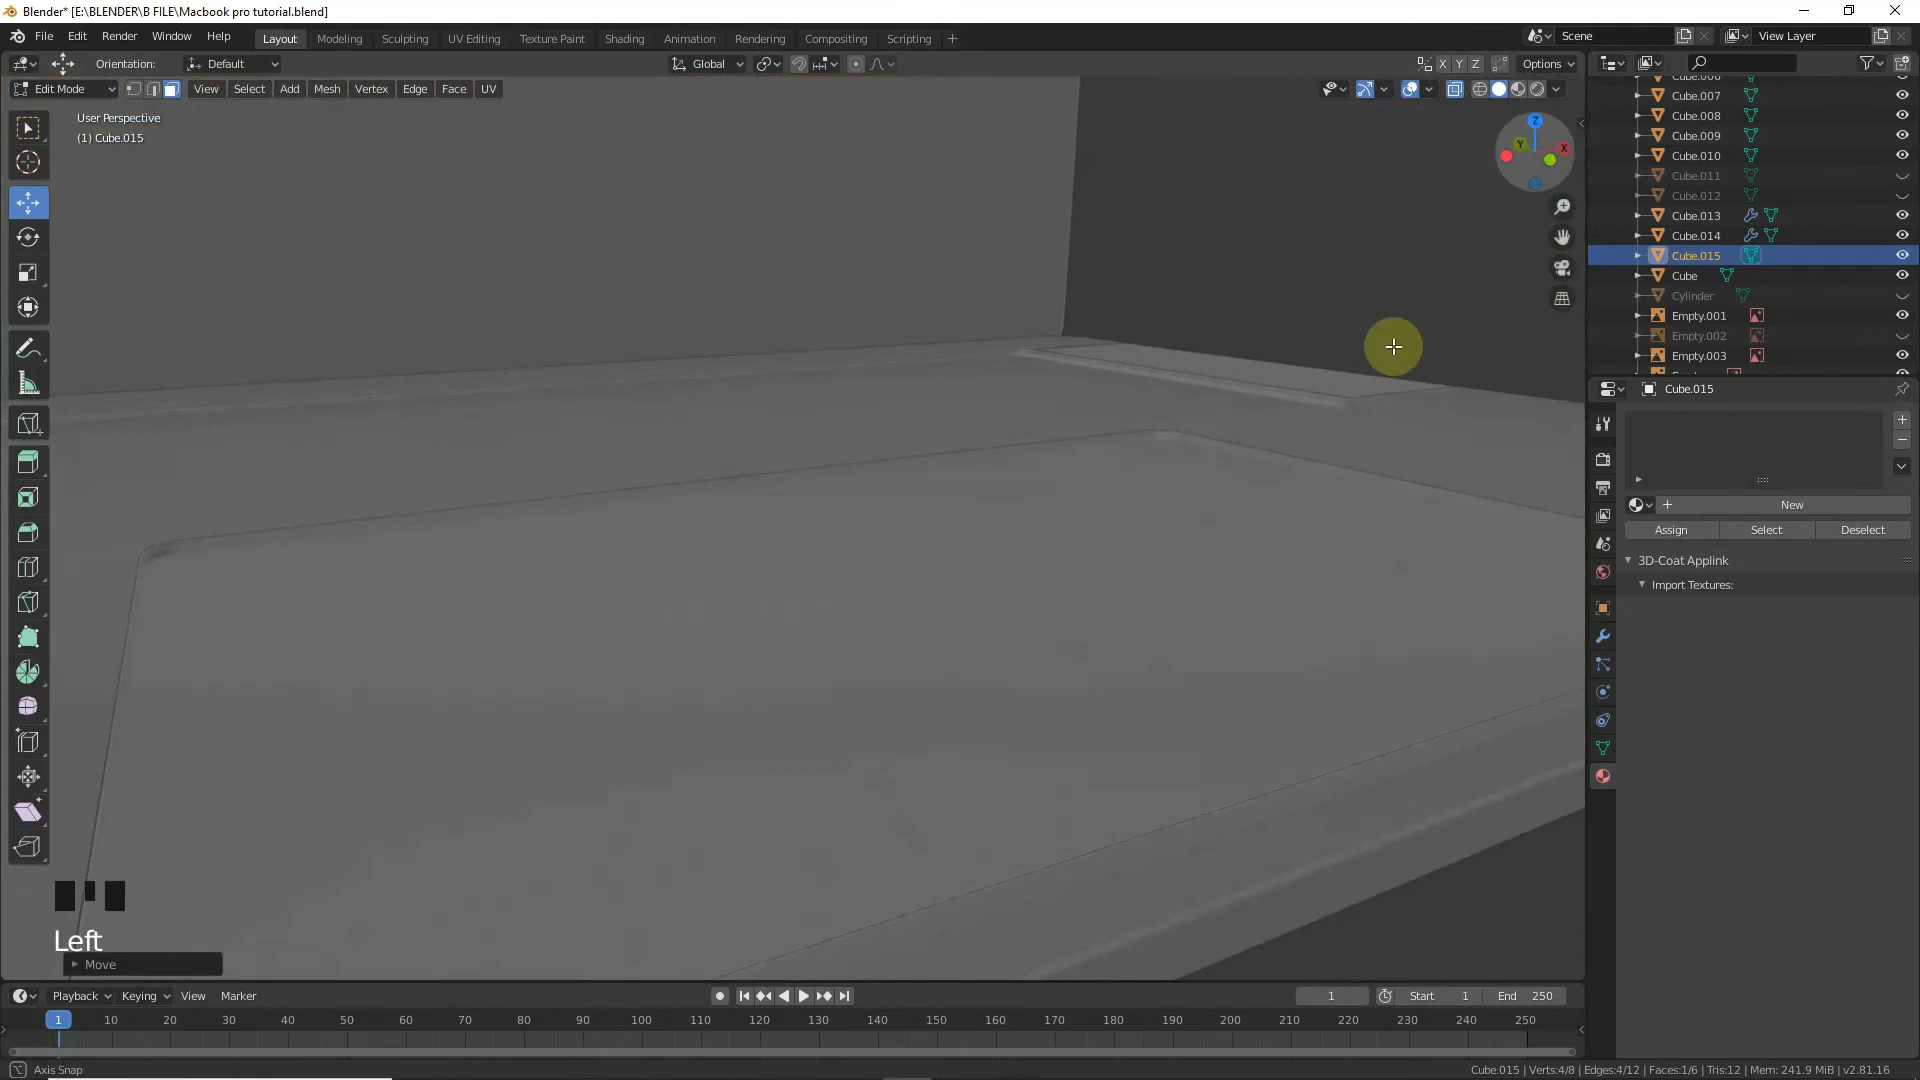 Blender* [E:\BLENDER\B FILE\Macbook pro tutorial.blend]
File Edit Render Window Help Layout Modeling Sculpting UV Editing Texture Paint Shading Animation Rendering Compositing Scripting Scene View Layer
Orientation: Default Global X Y Z Options
Edit Mode View Select Add Mesh Vertex Edge Face UV
User Perspective
(1) Cube.015
Z
Y X
Cube.006
Cube.007
Cube.008
Cube.009
Cube.010
Cube.011
Cube.012
Cube.013
Cube.014
Cube.015
Cube
Cylinder
Empty.001
Empty.002
Empty.003
Cube.015
New
Assign Select Deselect
3D-Coat Applink
Import Textures:
Left
Move
Playback Keying View Marker 1 Start 1 End 250
1 10 20 30 40 50 60 70 80 90 100 110 120 130 140 150 160 170 180 190 200 210 220 230 240 250
Axis Snap Cube.015 | Verts:4/8 | Edges:4/12 | Faces:1/6 | Tris:12 | Mem: 241.9 MiB | v2.81.16